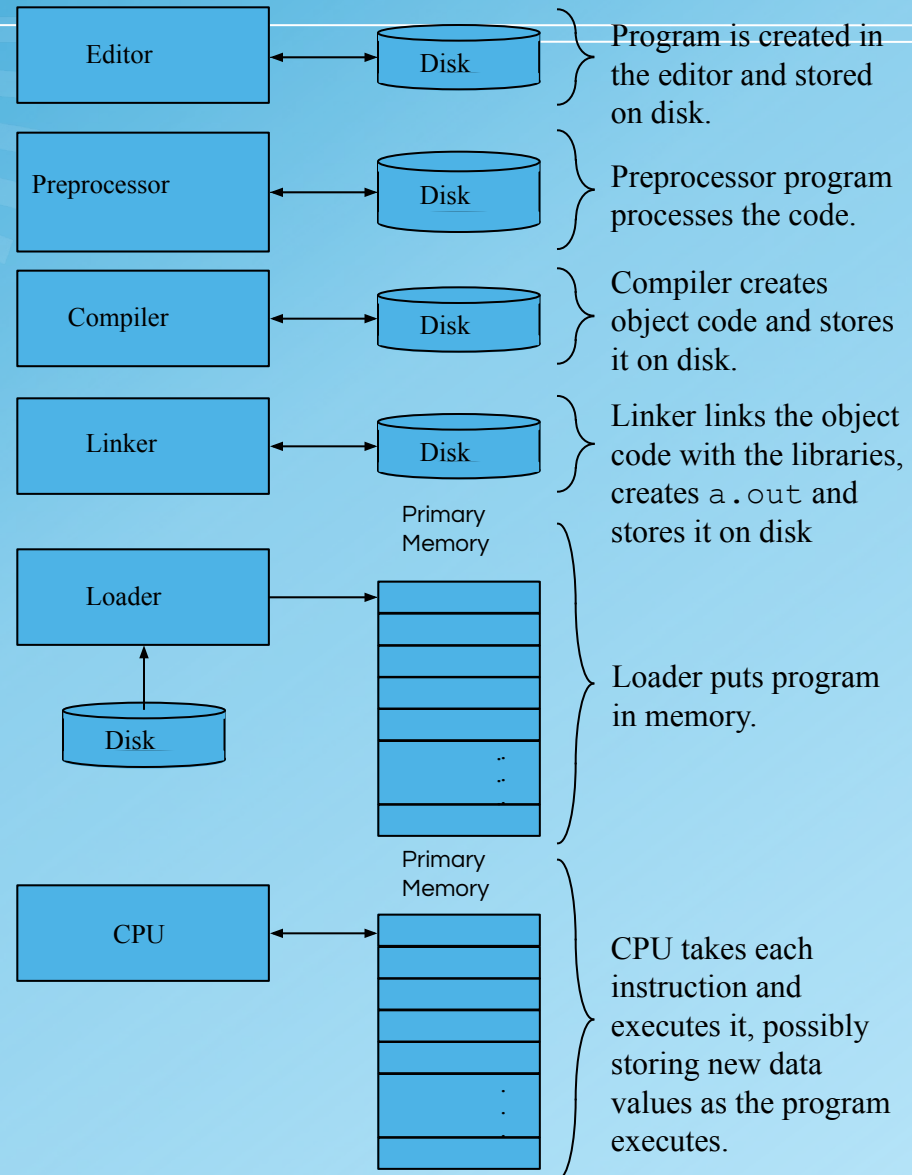 Editor
Disk
Program is created in
the editor and stored
on disk.
Preprocessor
Disk
Preprocessor program
processes the code.
Compiler
Disk
Compiler creates
object code and stores
it on disk.
Linker
Disk
Linker links the object
code with the libraries,
creates a.out and
stores it on disk
Primary
Memory
Loader
Disk
Loader puts program
in memory.
Primary
Memory
CPU
CPU takes each
instruction and
executes it, possibly
storing new data
values as the program
executes.